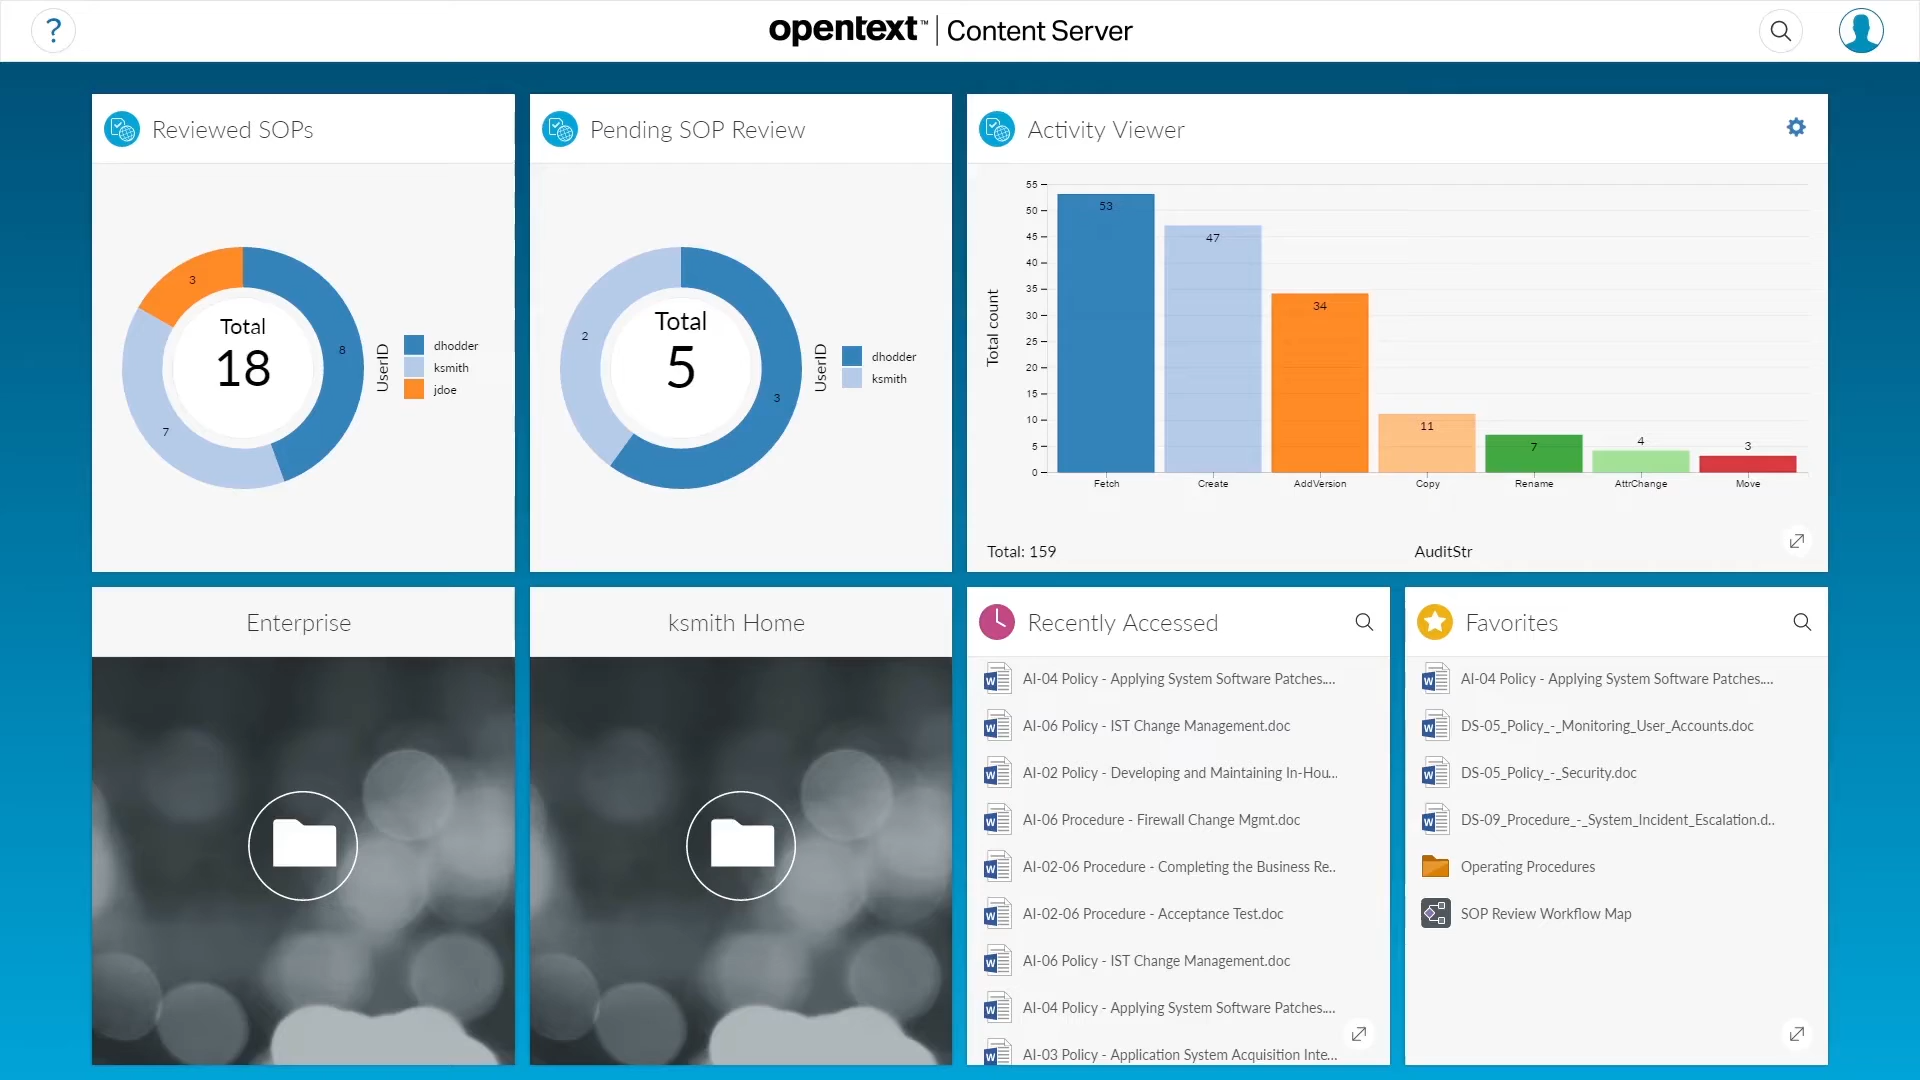 ?
opentext™ | Content Server
Reviewed SOPs
3
8
7
Total
18
UserID
dhodder
ksmith
jdoe
Pending SOP Review
2
3
Total
5
UserID
dhodder
ksmith
Activity Viewer
Total count
55
50
45
40
35
30
25
20
15
10
5
0
53
47
34
11
7
4
3
Fetch
Create
AddVersion
Copy
Rename
AttrChange
Move
Total: 159
AuditStr
Enterprise
ksmith Home
Recently Accessed
AI-04 Policy - Applying System Software Patches....
AI-06 Policy - IST Change Management.doc
AI-02 Policy - Developing and Maintaining In-Hou...
AI-06 Procedure - Firewall Change Mgmt.doc
AI-02-06 Procedure - Completing the Business Re..
AI-02-06 Procedure - Acceptance Test.doc
AI-06 Policy - IST Change Management.doc
AI-04 Policy - Applying System Software Patches....
AI-03 Policy - Application System Acquisition Inte...
Favorites
AI-04 Policy - Applying System Software Patches....
DS-05_Policy_-_Monitoring_User_Accounts.doc
DS-05_Policy_-_Security.doc
DS-09_Procedure_-_System_Incident_Escalation.d..
Operating Procedures
SOP Review Workflow Map